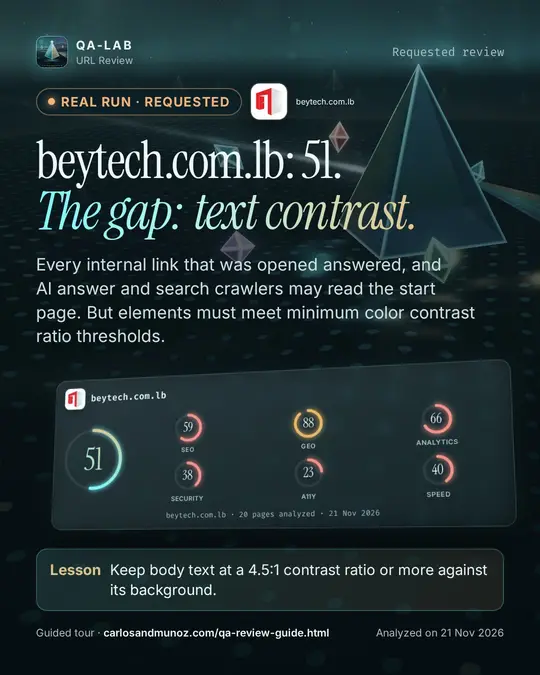 QA-LAB
URL Review
Requested review
REAL RUN · REQUESTED
beytech.com.lb
beytech.com.lb: 51.
The gap: text contrast.
Every internal link that was opened answered, and
AI answer and search crawlers may read the start
page. But elements must meet minimum color contrast
ratio thresholds.
beytech.com.lb
51
59
SEO
88
GEO
66
ANALYTICS
38
SECURITY
23
A11Y
40
SPEED
beytech.com.lb · 20 pages analyzed · 21 Nov 2026
Lesson Keep body text at a 4.5:1 contrast ratio or more against
its background.
Guided tour · carlosandmunoz.com/qa-review-guide.html
Analyzed on 21 Nov 2026